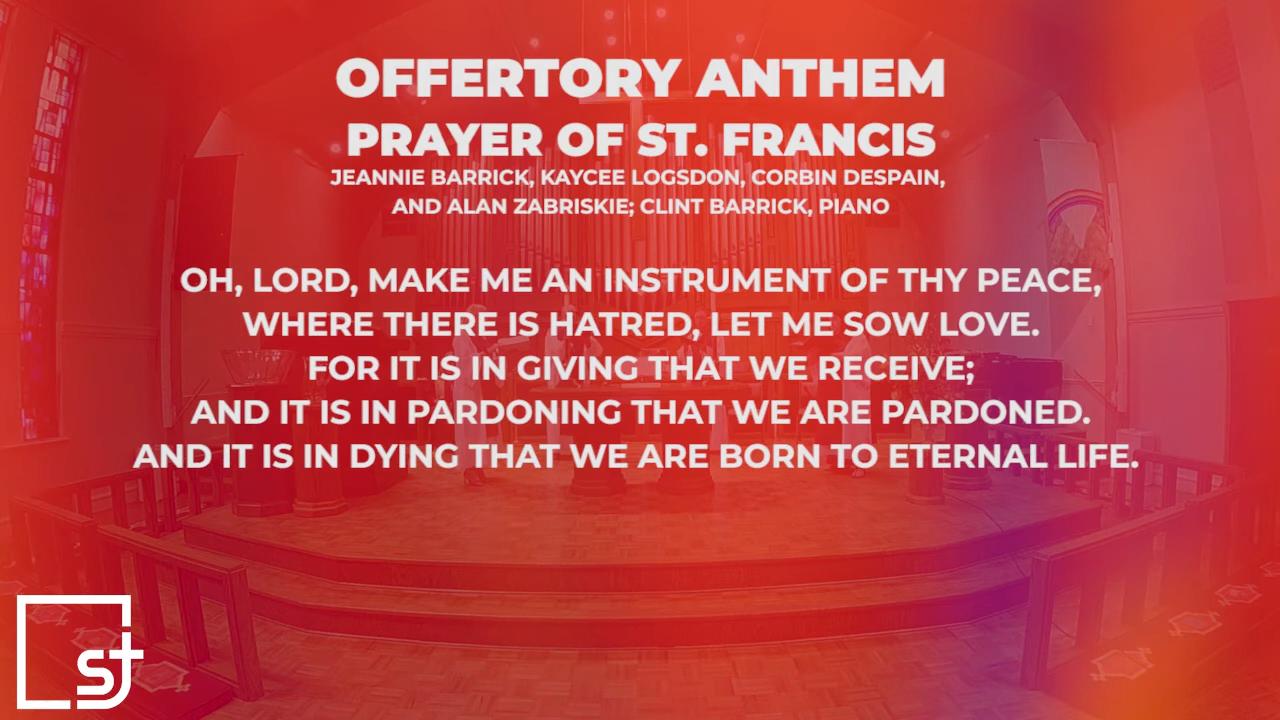 OFFERTORY ANTHEM
PRAYER OF ST. FRANCIS
JEANNIE BARRICK, KAYCEE LOGSDON, CORBIN DESPAIN,
AND ALAN ZABRISKIE; CLINT BARRICK, PIANO
OH, LORD, MAKE ME AN INSTRUMENT OF THY PEACE,
WHERE THERE IS HATRED, LET ME SOW LOVE.
FOR IT IS IN GIVING THAT WE RECEIVE;
AND IT IS IN PARDONING THAT WE ARE PARDONED.
AND IT IS IN DYING THAT WE ARE BORN TO ETERNAL LIFE.
st